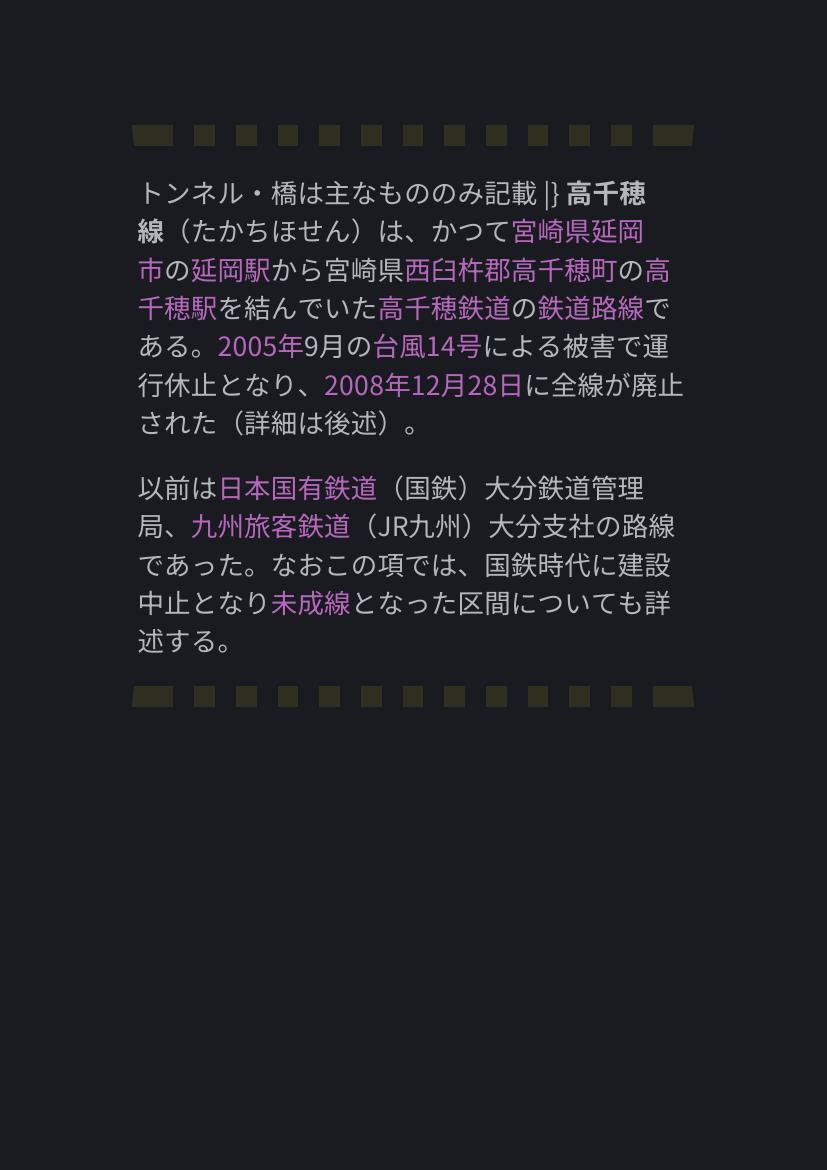 トンネル・橋は主なもののみ記載 |} 高千穂
線（たかちほせん）は、かつて宮崎県延岡
市の延岡駅から宮崎県西臼杵郡高千穂町の高
千穂駅を結んでいた高千穂鉄道の鉄道路線で
ある。2005年9月の台風14号による被害で運
行休止となり、2008年12月28日に全線が廃止
された（詳細は後述）。
以前は日本国有鉄道（国鉄）大分鉄道管理
局、九州旅客鉄道（JR九州）大分支社の路線
であった。なおこの項では、国鉄時代に建設
中止となり未成線となった区間についても詳
述する。